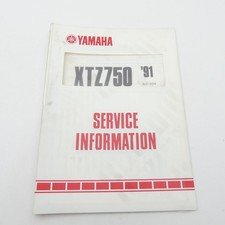 YAMAHA
XTZ750 '91
SERVICE
INFORMATION